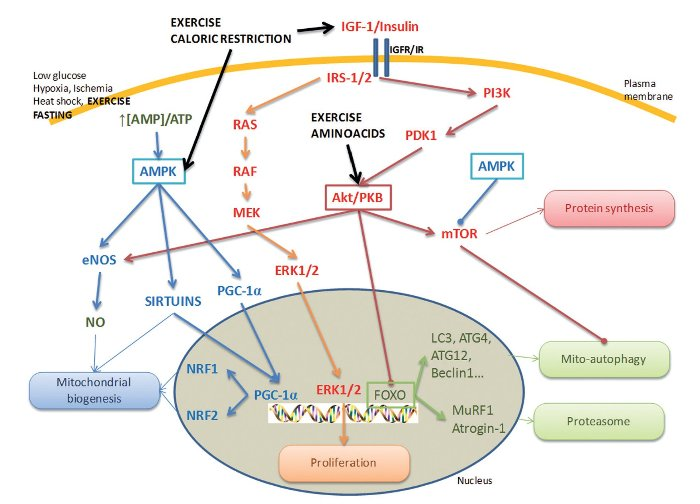 EXERCISE
CALORIC RESTRICTION
IGF-1/Insulin
IGFR/IR
Low glucose
Hypoxia, Ischemia
Heat shock, EXERCISE
FASTING
↑[AMP]/ATP
IRS-1/2
PI3K
Plasma
membrane
RAS
PDK1
EXERCISE
AMINOACIDS
AMPK
RAF
AMPK
Akt/PKB
MEK
Protein synthesis
mTOR
eNOS
ERK1/2
SIRTUINS
PGC-1α
NO
LC3, ATG4,
ATG12,
Beclin1...
Mito-autophagy
NRF1
Mitochondrial
biogenesis
PGC-1α
ERK1/2
FOXO
NRF2
MuRF1
Atrogin-1
Proteasome
Proliferation
Nucleus